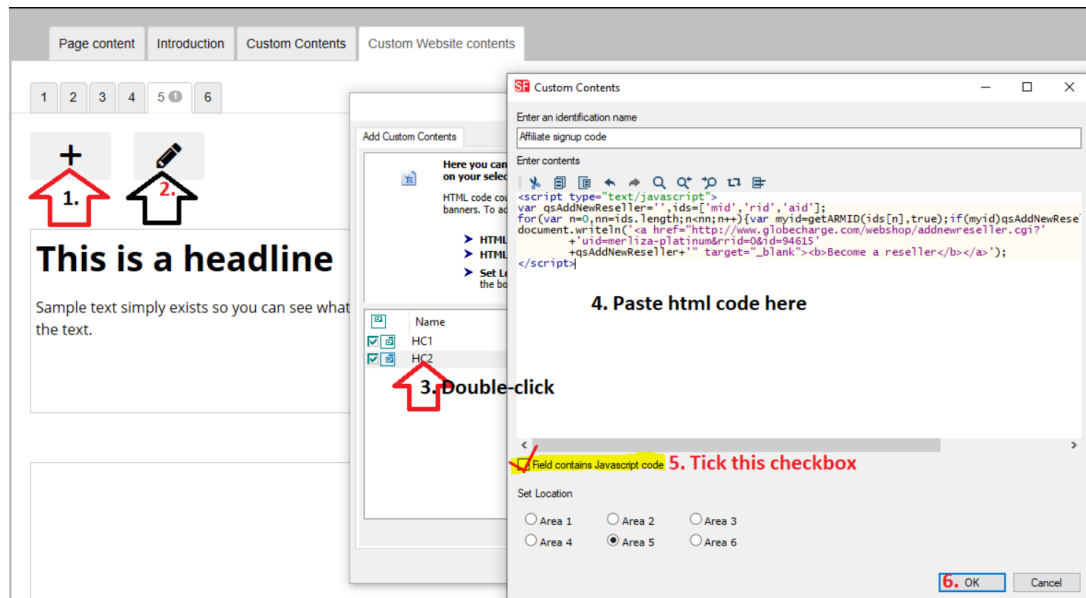 Page content Introduction Custom Contents Custom Website contents
1 2 3 4 5 1 6
1.
2.
This is a headline
Sample text simply exists so you can see what
the text.
Add Custom Contents
Here you can
on your selec
HTML code cou
banners. To ad
HTML
HTML
Set Lo
the bo
Name
HC1
HC2
3. Double-click
SF Custom Contents
Enter an identification name
Affiliate signup code
Enter contents
<script type="text/javascript">
var qsAddNewReseller='',ids=['mid','rid','aid'];
for(var n=0,nn=ids.length;n<nn;n++){var myid=getARMID(ids[n],true);if(myid)qsAddNewRese
document.writeln('<a href="http://www.globecharge.com/webshop/addnewreseller.cgi?'
+'uid=merliza-platinum&rrid=0&id=94615'
+qsAddNewReseller+'" target="_blank"><b>Become a reseller</b></a>');
</script>
4. Paste html code here
Field contains Javascript code 5. Tick this checkbox
Set Location
Area 1 Area 2 Area 3
Area 4 Area 5 Area 6
6. OK Cancel